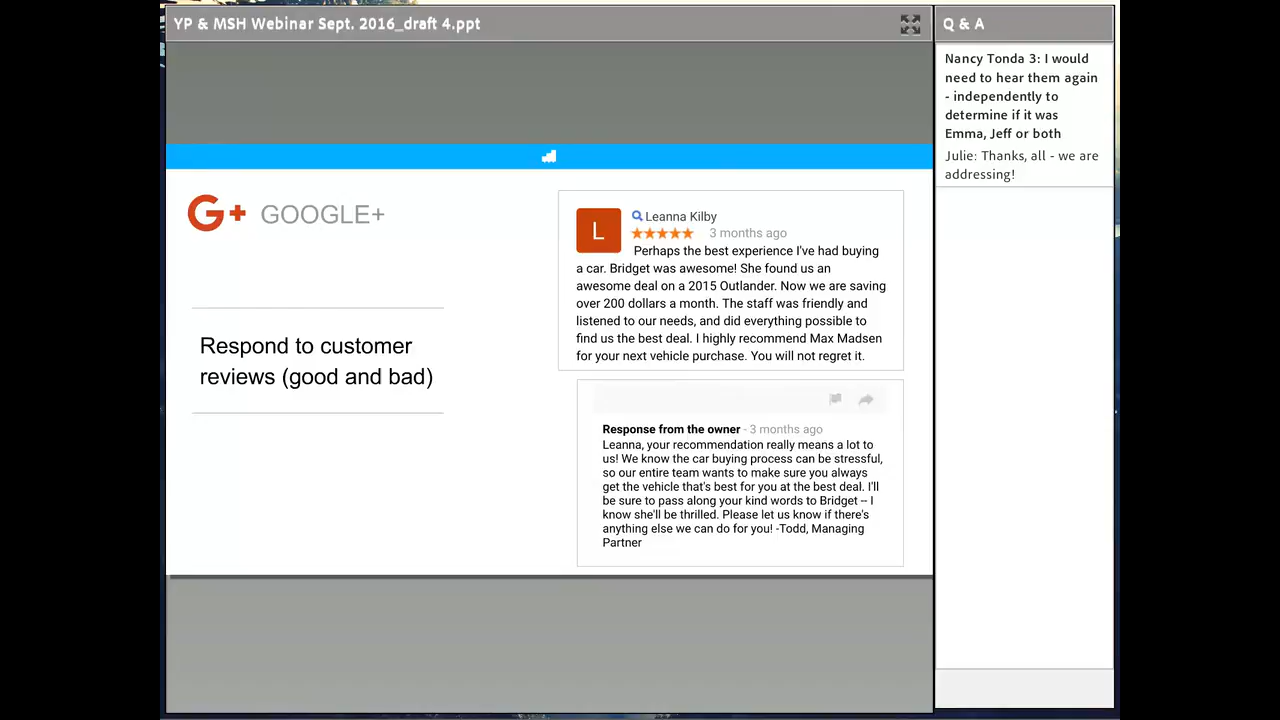 YP & MSH Webinar Sept. 2016_draft 4.ppt
Q & A
Nancy Tonda 3: I would
need to hear them again
- independently to
determine if it was
Emma, Jeff or both
Julie: Thanks, all - we are
addressing!
G+ GOOGLE+
Respond to customer
reviews (good and bad)
L
Leanna Kilby
3 months ago
Perhaps the best experience I've had buying
a car. Bridget was awesome! She found us an
awesome deal on a 2015 Outlander. Now we are saving
over 200 dollars a month. The staff was friendly and
listened to our needs, and did everything possible to
find us the best deal. I highly recommend Max Madsen
for your next vehicle purchase. You will not regret it.
Response from the owner - 3 months ago
Leanna, your recommendation really means a lot to
us! We know the car buying process can be stressful,
so our entire team wants to make sure you always
get the vehicle that's best for you at the best deal. I'll
be sure to pass along your kind words to Bridget -- I
know she'll be thrilled. Please let us know if there's
anything else we can do for you! -Todd, Managing
Partner